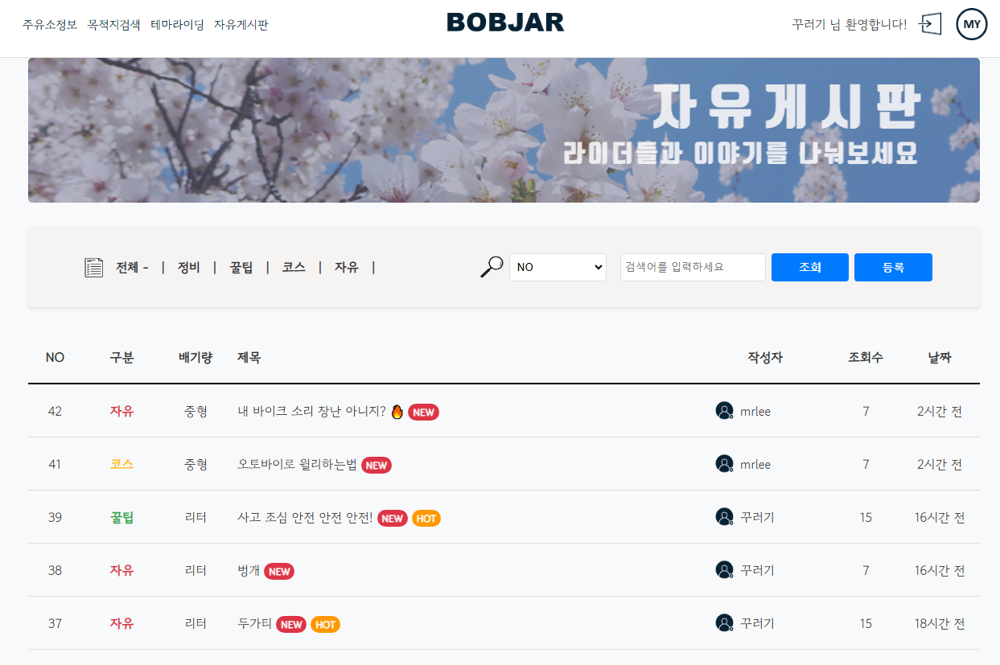 주유소정보 목적지검색 테마라이딩 자유게시판 BOBJAR 꾸러기 님 환영합니다! MY
자유게시판
라이더들과 이야기를 나눠보세요
전체 - | 정비 | 꿀팁 | 코스 | 자유 | NO 검색어를 입력하세요 조회 등록
NO 구분 배기량 제목 작성자 조회수 날짜
42 자유 중형 내 바이크 소리 장난 아니지? 🔥 NEW mrlee 7 2시간 전
41 코스 중형 오토바이로 윌리하는법 NEW mrlee 7 2시간 전
39 꿀팁 리터 사고 조심 안전 안전 안전! NEW HOT 꾸러기 15 16시간 전
38 자유 리터 벙개 NEW 꾸러기 7 16시간 전
37 자유 리터 두가티 NEW HOT 꾸러기 15 18시간 전